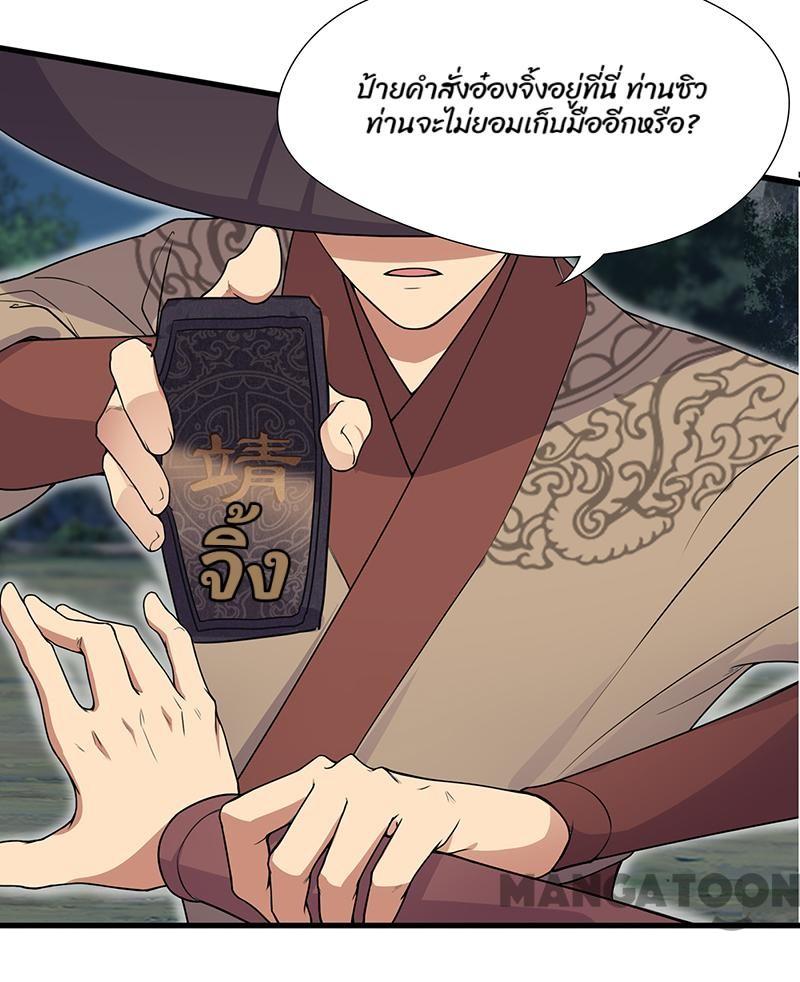 ป้ายคำสั่งอ๋องจิ้งอยู่ที่นี่ ท่านซิว
ท่านจะไม่ยอมเก็บมืออีกหรือ?
靖
จิ้ง
MANGATOON